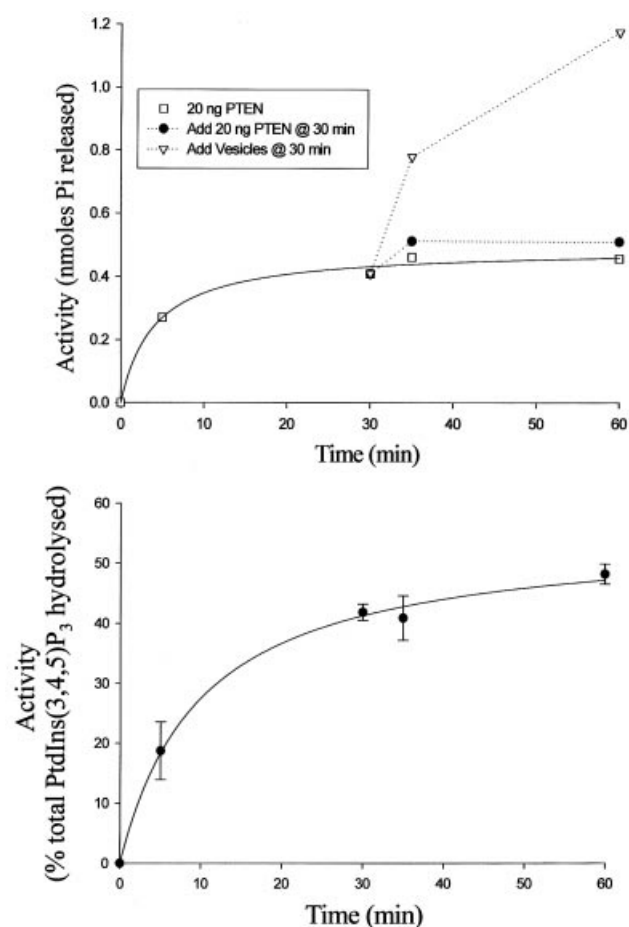 Activity (nmoles Pi released)
1.2
1.0
0.8
0.6
0.4
0.2
0.0
20 ng PTEN
Add 20 ng PTEN @ 30 min
Add Vesicles @ 30 min
0 10 20 30 40 50 60
Time (min)
Activity
(% total PtdIns(3,4,5)P₃ hydrolysed)
60
50
40
30
20
10
0
0 10 20 30 40 50 60
Time (min)